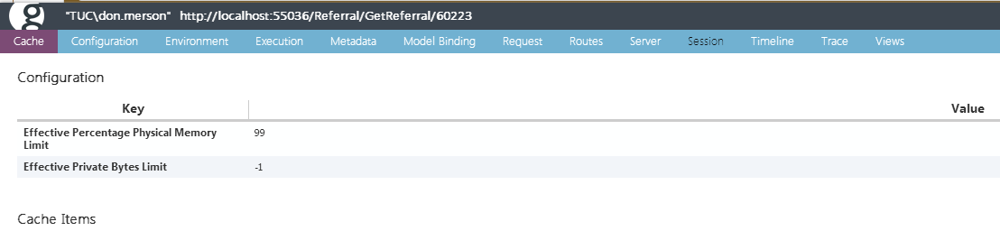 "TUC\don.merson" http://localhost:55036/Referral/GetReferral/60223
Cache Configuration Environment Execution Metadata Model Binding Request Routes Server Session Timeline Trace Views
Configuration
Key Value
Effective Percentage Physical Memory 99
Limit
Effective Private Bytes Limit -1
Cache Items